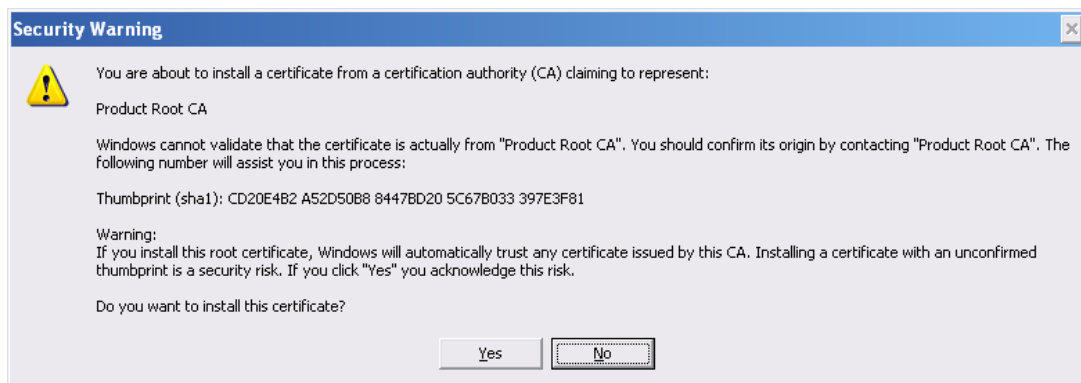 Security Warning
You are about to install a certificate from a certification authority (CA) claiming to represent:
Product Root CA
Windows cannot validate that the certificate is actually from "Product Root CA". You should confirm its origin by contacting "Product Root CA". The
following number will assist you in this process:
Thumbprint (sha1): CD20E4B2 A52D50B8 8447BD20 5C67B033 397E3F81
Warning:
If you install this root certificate, Windows will automatically trust any certificate issued by this CA. Installing a certificate with an unconfirmed
thumbprint is a security risk. If you click "Yes" you acknowledge this risk.
Do you want to install this certificate?
Yes No